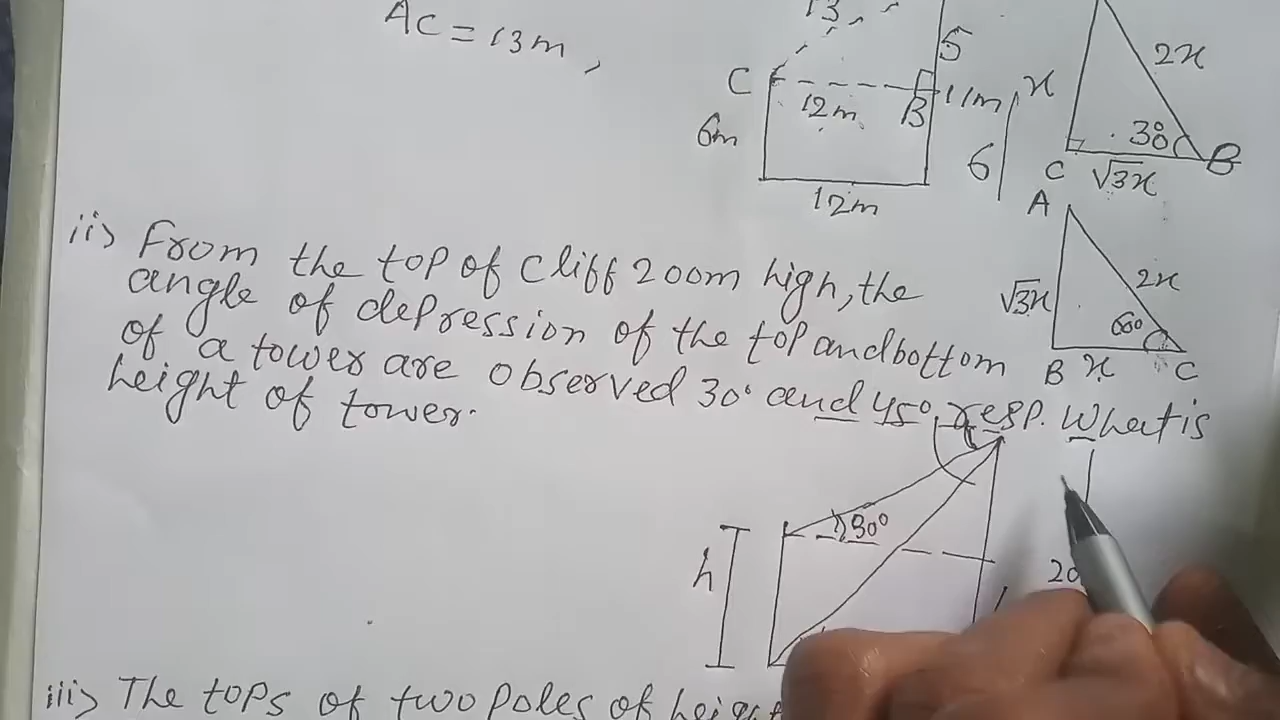 AC = 13m,
13
5
C
12m
B
11m
6m
6
12m
x
2x
30°
C
√3x
B
A
√3x
2x
60°
B
x
C
ii) From the top of cliff 200m high, the
angle of depression of the top and bottom
of a tower are observed 30° and 45°, resp. What is
height of tower.
30°
h
20
iii) The tops of two poles of